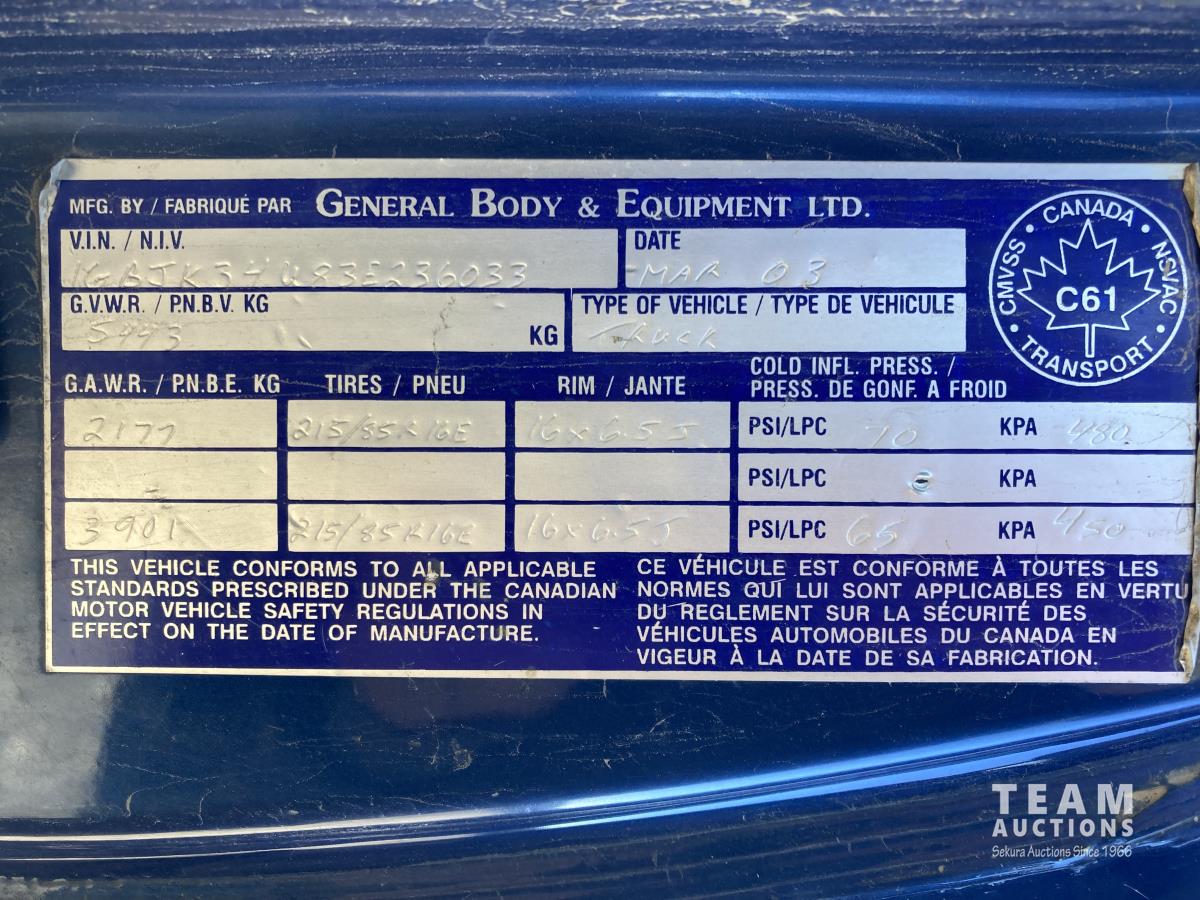 MFG. BY / FABRIQUÉ PAR GENERAL BODY & EQUIPMENT LTD.
V.I.N. / N.I.V. DATE
MAR 03
G.V.W.R. / P.N.B.V. KG TYPE OF VEHICLE / TYPE DE VÉHICULE
5443 KG TRUCK
CANADA
CMVSS NSVAC
C61
TRANSPORT
G.A.W.R. / P.N.B.E. KG TIRES / PNEU RIM / JANTE COLD INFL. PRESS. /
PRESS. DE GONF. A FROID
2177 215/85R16E 16x6.5J PSI/LPC 70 KPA 480
PSI/LPC KPA
3901 215/85R16E 16x6.5J PSI/LPC 65 KPA 450
THIS VEHICLE CONFORMS TO ALL APPLICABLE
STANDARDS PRESCRIBED UNDER THE CANADIAN
MOTOR VEHICLE SAFETY REGULATIONS IN
EFFECT ON THE DATE OF MANUFACTURE.
CE VÉHICULE EST CONFORME À TOUTES LES
NORMES QUI LUI SONT APPLICABLES EN VERTU
DU REGLEMENT SUR LA SÉCURITÉ DES
VÉHICULES AUTOMOBILES DU CANADA EN
VIGEUR À LA DATE DE SA FABRICATION.
TEAM
AUCTIONS
Sekura Auctions Since 1966